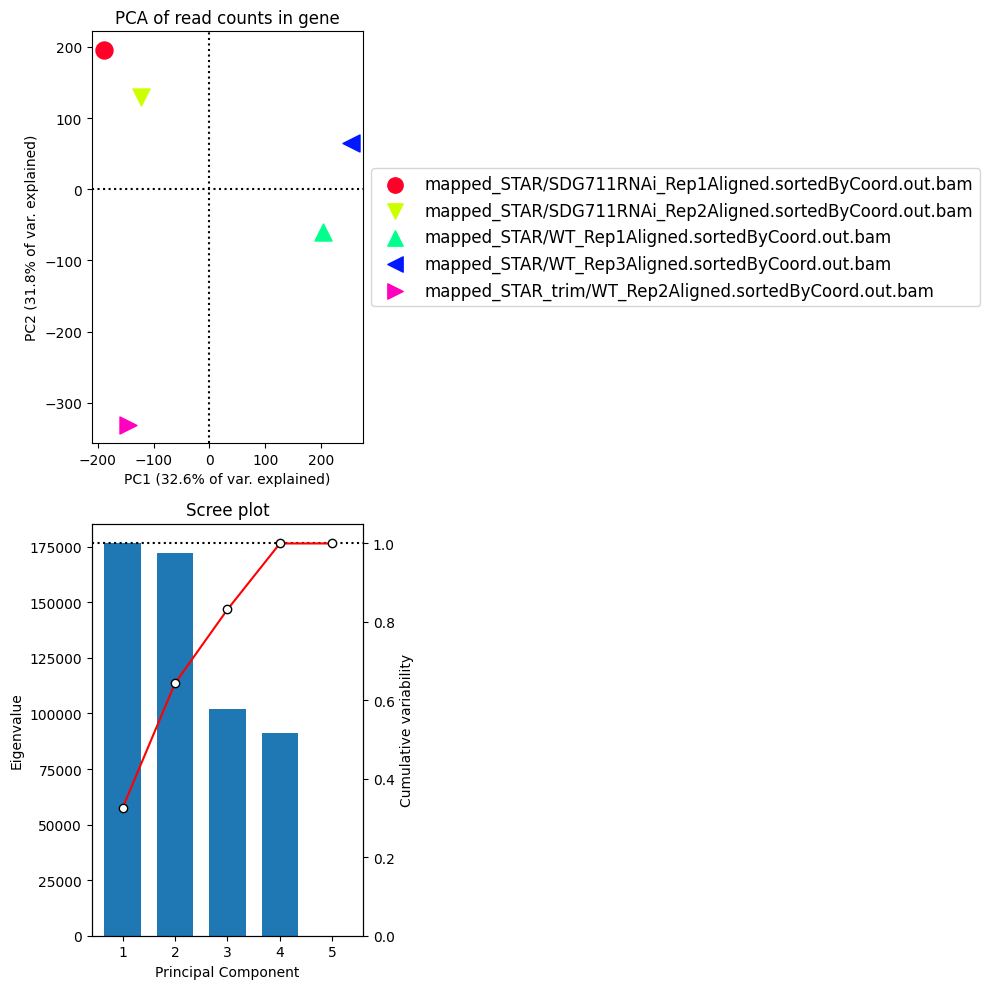 PCA of read counts in gene
200
100
0
−100
−200
−300
PC2 (31.8% of var. explained)
−200 −100 0 100 200
PC1 (32.6% of var. explained)
mapped_STAR/SDG711RNAi_Rep1Aligned.sortedByCoord.out.bam
mapped_STAR/SDG711RNAi_Rep2Aligned.sortedByCoord.out.bam
mapped_STAR/WT_Rep1Aligned.sortedByCoord.out.bam
mapped_STAR/WT_Rep3Aligned.sortedByCoord.out.bam
mapped_STAR_trim/WT_Rep2Aligned.sortedByCoord.out.bam
Scree plot
175000
150000
125000
100000
75000
50000
25000
0
Eigenvalue
1 2 3 4 5
Principal Component
1.0
0.8
0.6
0.4
0.2
0.0
Cumulative variability